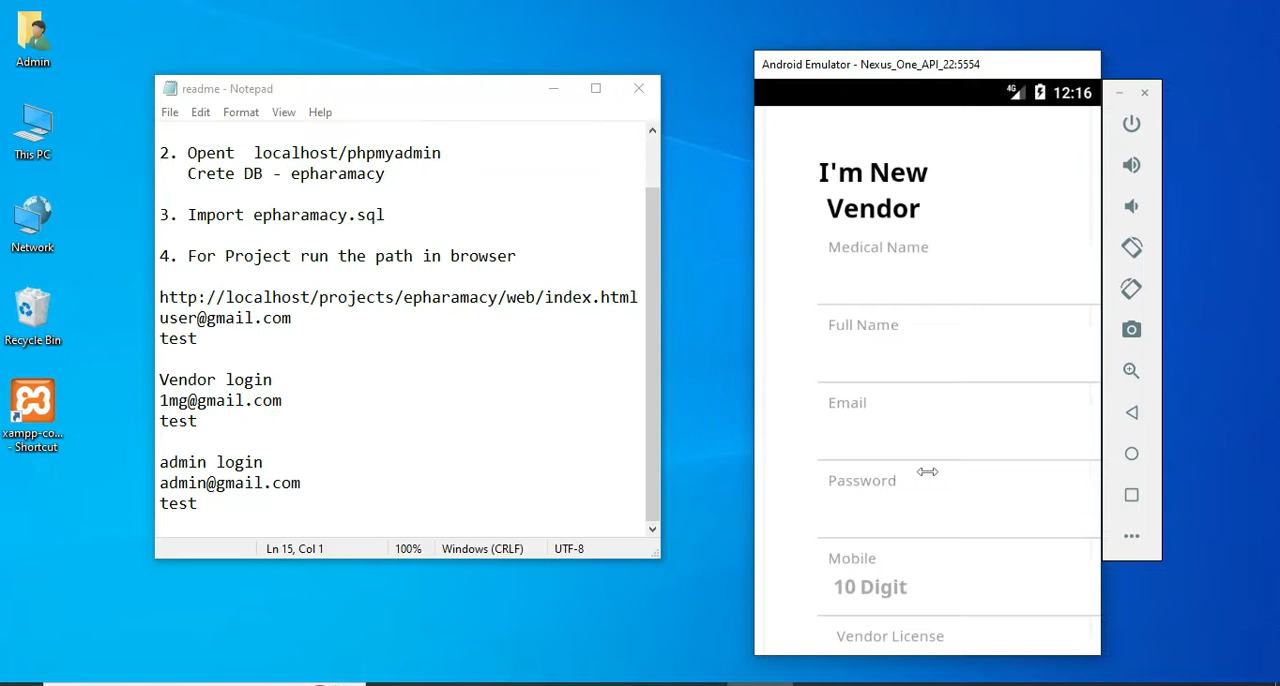 Admin
This PC
Network
Recycle Bin
xampp-co...
- Shortcut
readme - Notepad
File Edit Format View Help
2. Opent localhost/phpmyadmin
Crete DB - epharamacy
3. Import epharamacy.sql
4. For Project run the path in browser
http://localhost/projects/epharamacy/web/index.html
user@gmail.com
test
Vendor login
1mg@gmail.com
test
admin login
admin@gmail.com
test
Ln 15, Col 1 100% Windows (CRLF) UTF-8
Android Emulator - Nexus_One_API_22:5554
4G 12:16
I'm New
Vendor
Medical Name
Full Name
Email
Password
Mobile
10 Digit
Vendor License